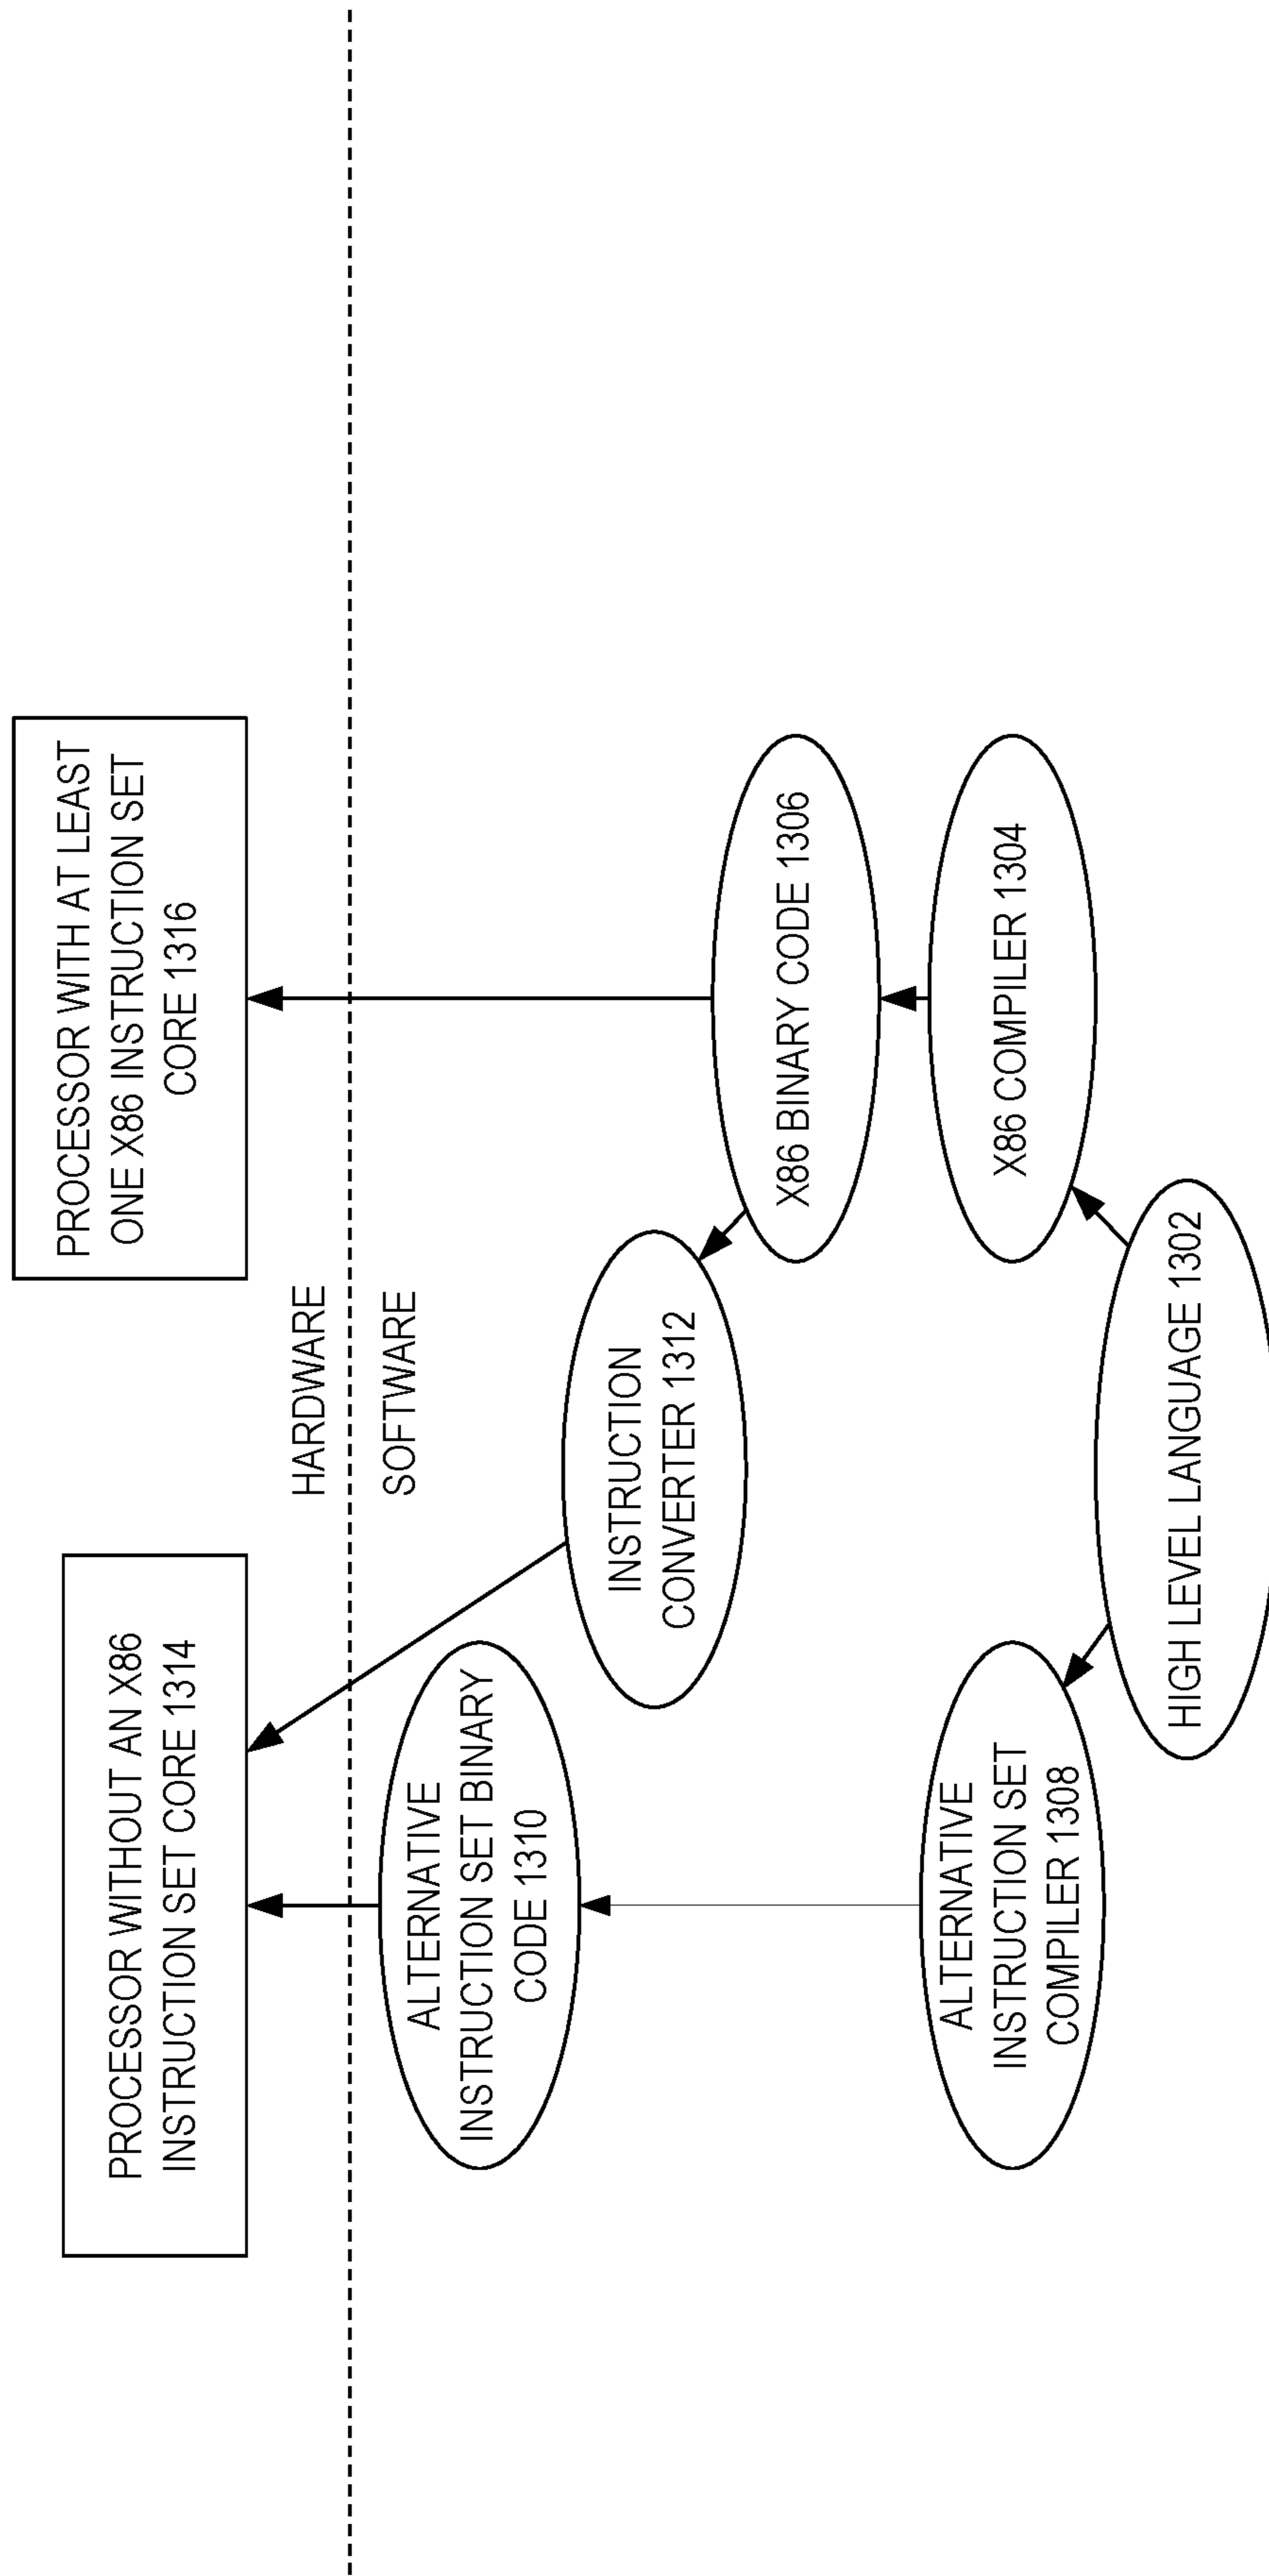 PROCESSOR WITHOUT AN X86
INSTRUCTION SET CORE 1314
PROCESSOR WITH AT LEAST
ONE X86 INSTRUCTION SET
CORE 1316
HARDWARE
SOFTWARE
ALTERNATIVE
INSTRUCTION SET BINARY
CODE 1310
INSTRUCTION
CONVERTER 1312
X86 BINARY CODE 1306
ALTERNATIVE
INSTRUCTION SET
COMPILER 1308
X86 COMPILER 1304
HIGH LEVEL LANGUAGE 1302